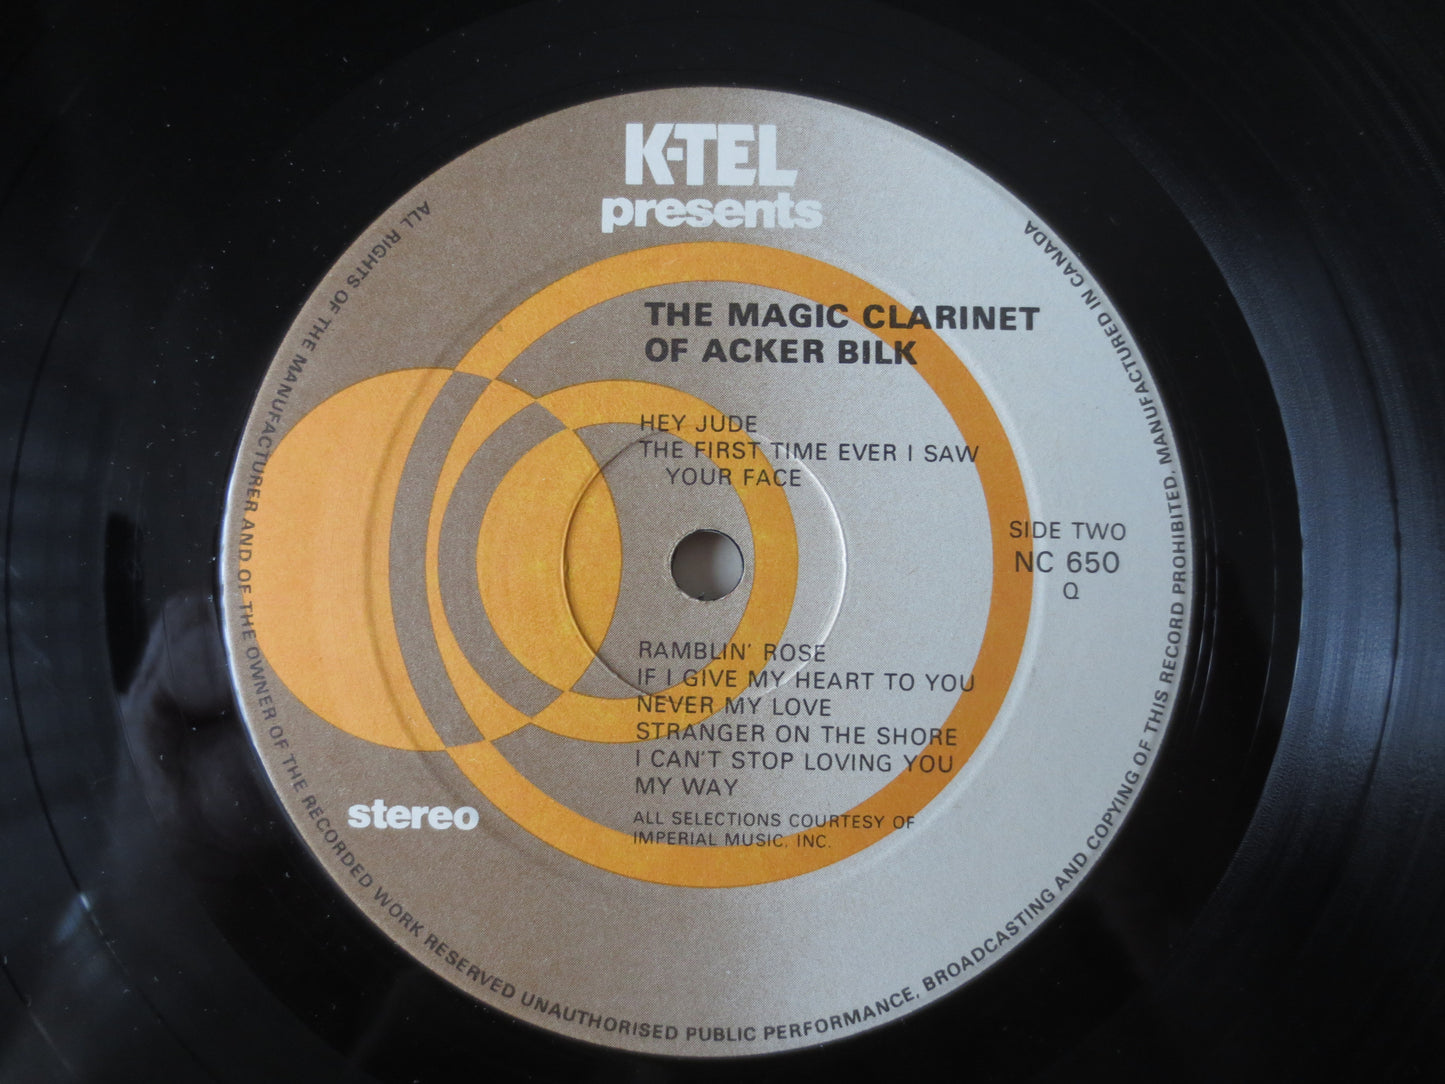 K-TEL
presents
THE MAGIC CLARINET
OF ACKER BILK
HEY JUDE
THE FIRST TIME EVER I SAW
YOUR FACE
SIDE TWO
NC 650
Q
RAMBLIN' ROSE
IF I GIVE MY HEART TO YOU
NEVER MY LOVE
STRANGER ON THE SHORE
I CAN'T STOP LOVING YOU
MY WAY
ALL SELECTIONS COURTESY OF
IMPERIAL MUSIC, INC.
stereo
ALL RIGHTS OF THE MANUFACTURER AND OF THE OWNER OF THE RECORDED WORK RESERVED UNAUTHORISED PUBLIC PERFORMANCE, BROADCASTING AND COPYING OF THIS RECORD PROHIBITED. MANUFACTURED IN CANADA